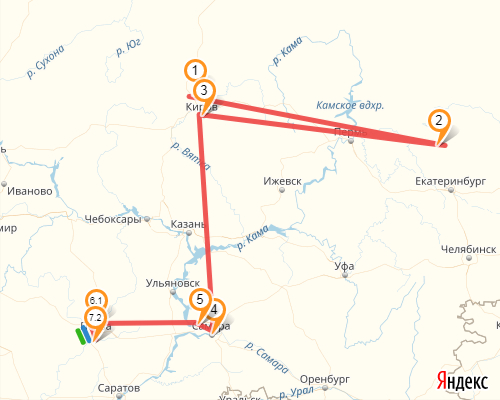 р. Сухона
р. Юг
р. Кама
1
3
Киров
Камское вдхр.
2
Пермь
р. Вятка
Иваново
Ижевск
Екатеринбург
Чебоксары
Казань
р. Кама
Челябинск
Уфа
Ульяновск
6.1
7.2
5
4
Самара
р. Самара
Саратов
Оренбург
р. Урал
Яндекс